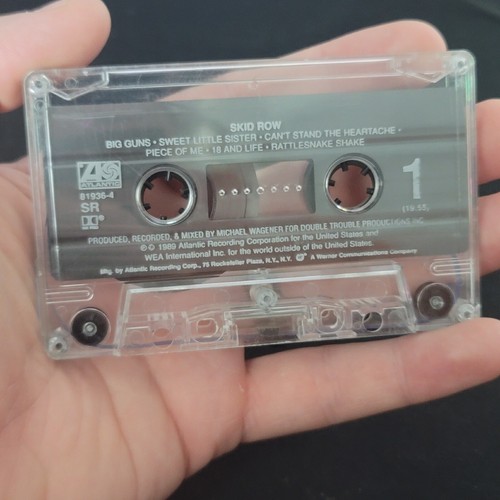 SKID ROW
BIG GUNS • SWEET LITTLE SISTER • CAN'T STAND THE HEARTACHE •
PIECE OF ME • 18 AND LIFE • RATTLESNAKE SHAKE
ATLANTIC
81936-4
SR
1
PRODUCED, RECORDED, & MIXED BY MICHAEL WAGENER FOR DOUBLE TROUBLE PRODUCTIONS INC.
℗ © 1989 Atlantic Recording Corporation for the United States and
WEA International Inc. for the world outside of the United States.
Mfg. by Atlantic Recording Corp., 75 Rockefeller Plaza, N.Y., N.Y. A Warner Communications Company